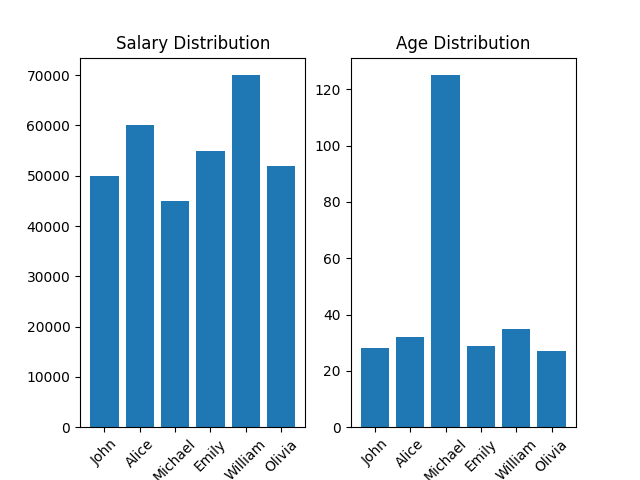 Salary Distribution
70000
60000
50000
40000
30000
20000
10000
0
John
Alice
Michael
Emily
William
Olivia
Age Distribution
120
100
80
60
40
20
0
John
Alice
Michael
Emily
William
Olivia